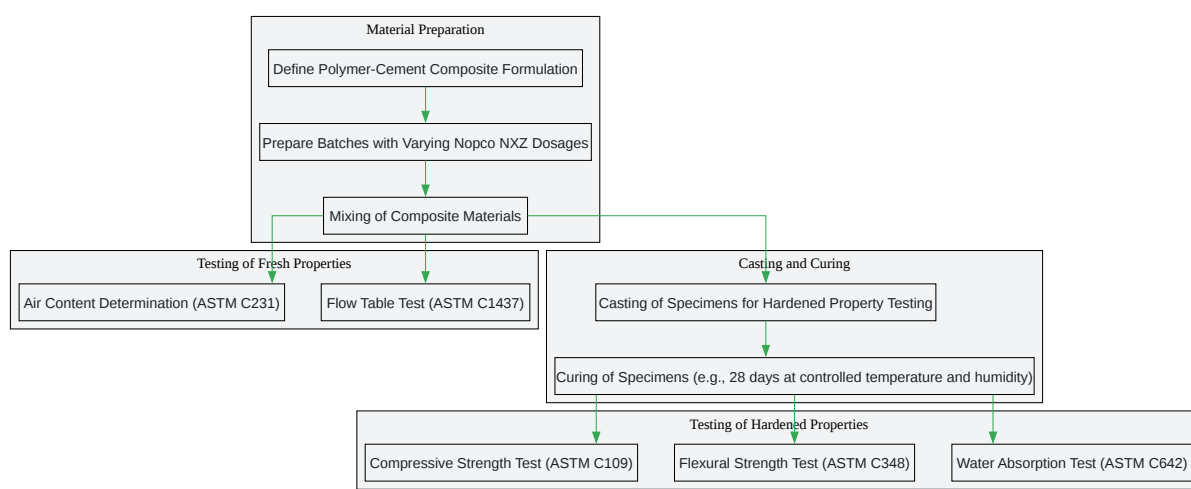 Material Preparation
Define Polymer-Cement Composite Formulation
Prepare Batches with Varying Nopco NXZ Dosages
Mixing of Composite Materials
Testing of Fresh Properties
Air Content Determination (ASTM C231)
Flow Table Test (ASTM C1437)
Casting and Curing
Casting of Specimens for Hardened Property Testing
Curing of Specimens (e.g., 28 days at controlled temperature and humidity)
Testing of Hardened Properties
Compressive Strength Test (ASTM C109)
Flexural Strength Test (ASTM C348)
Water Absorption Test (ASTM C642)